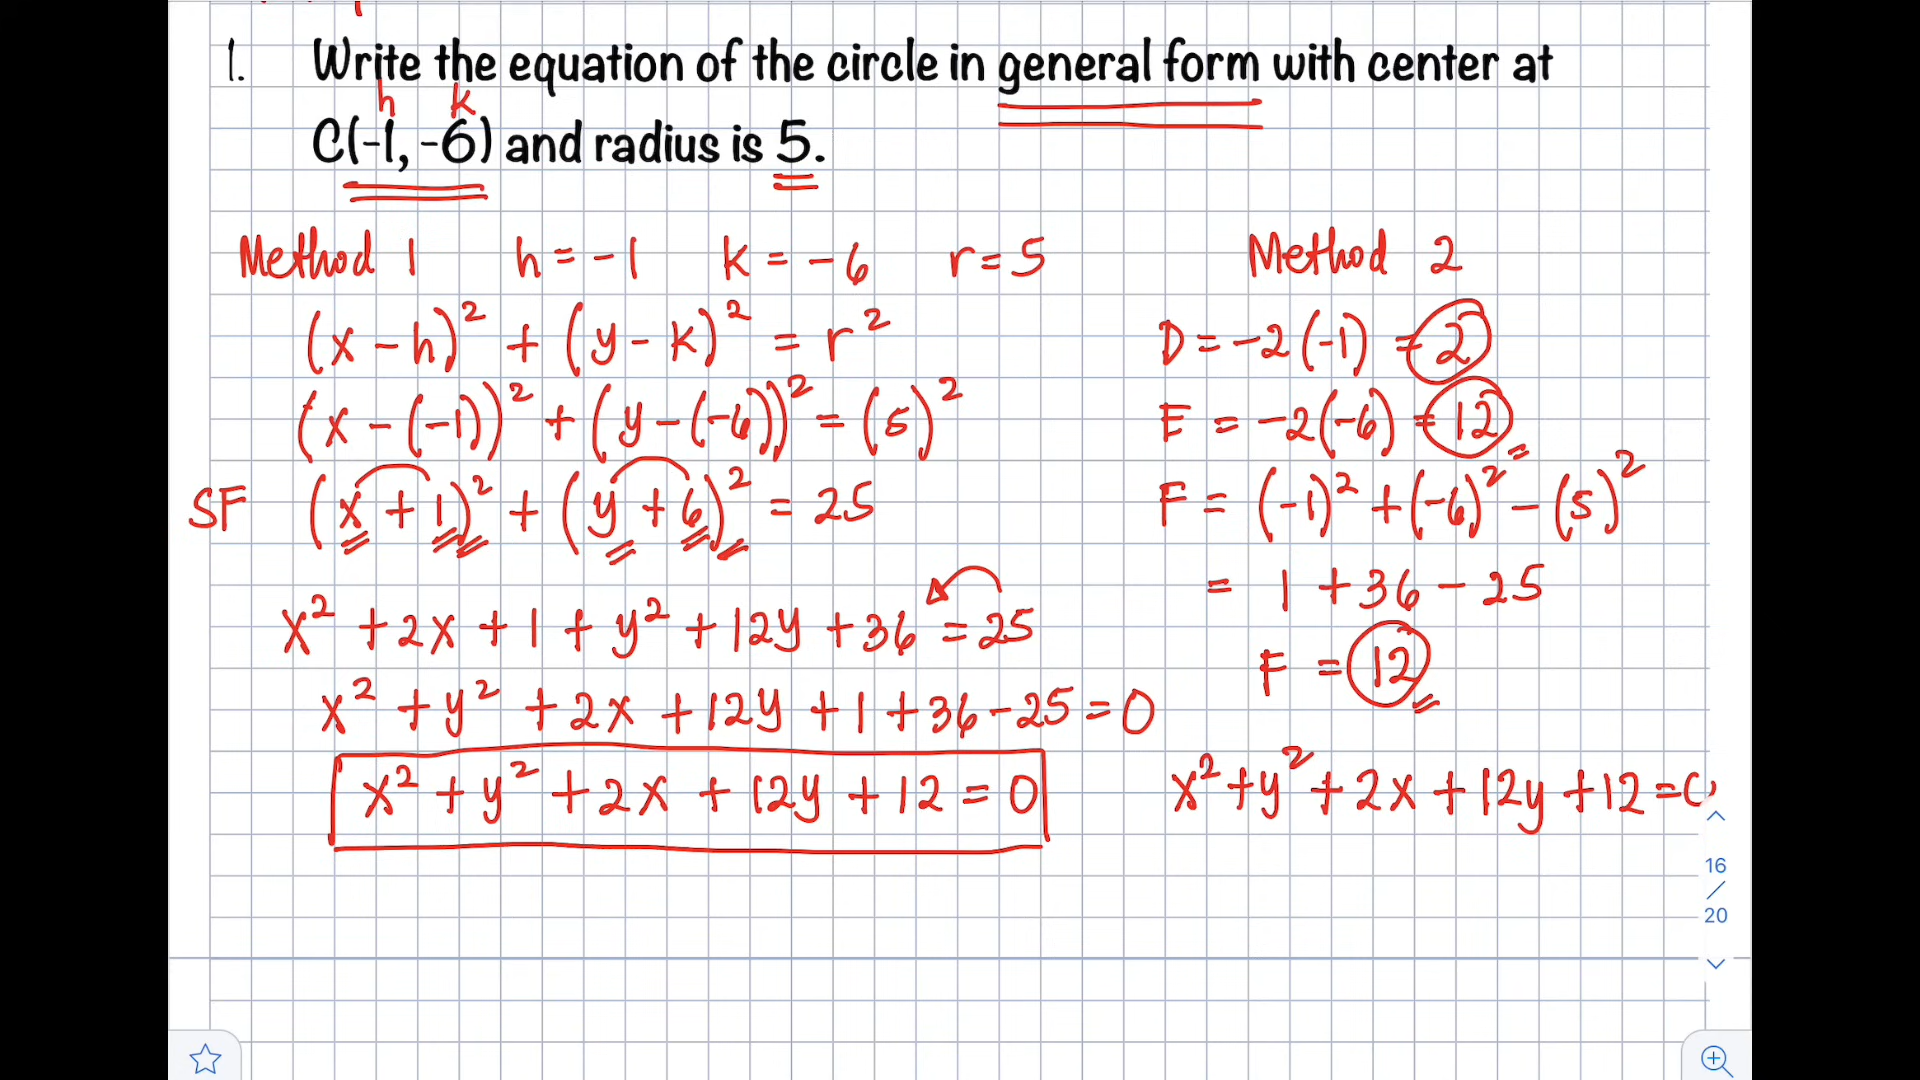 1. Write the equation of the circle in general form with center at
h k
C(-1, -6) and radius is 5.
Method 1 h = -1 k = -6 r = 5
(x - h)² + (y - k)² = r²
(x - (-1))² + (y - (-6))² = (5)²
SF (x + 1)² + (y + 6)² = 25
x² + 2x + 1 + y² + 12y + 36 = 25
x² + y² + 2x + 12y + 1 + 36 - 25 = 0
x² + y² + 2x + 12y + 12 = 0
Method 2
D = -2(-1) = 2
E = -2(-6) = 12
F = (-1)² + (-6)² - (5)²
= 1 + 36 - 25
F = 12
x² + y² + 2x + 12y + 12 = 0
16
/
20